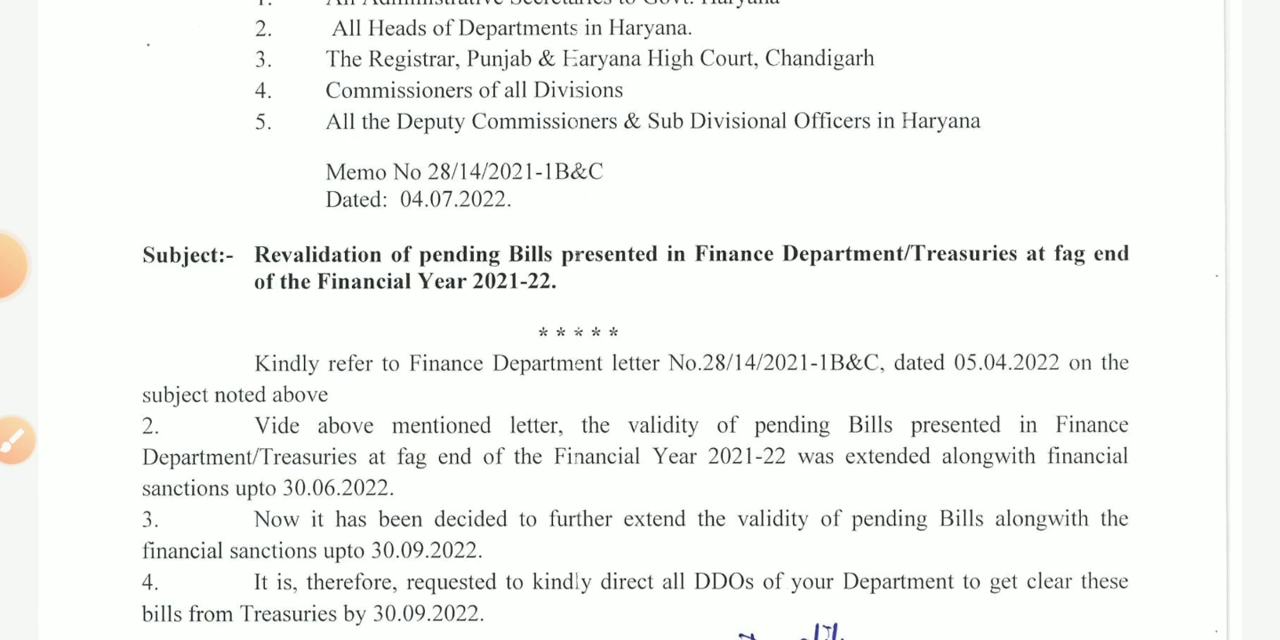 2. All Heads of Departments in Haryana.
3. The Registrar, Punjab & Haryana High Court, Chandigarh
4. Commissioners of all Divisions
5. All the Deputy Commissioners & Sub Divisional Officers in Haryana
Memo No 28/14/2021-1B&C
Dated: 04.07.2022.
Subject:- Revalidation of pending Bills presented in Finance Department/Treasuries at fag end
of the Financial Year 2021-22.
* * * * *
Kindly refer to Finance Department letter No.28/14/2021-1B&C, dated 05.04.2022 on the
subject noted above
2. Vide above mentioned letter, the validity of pending Bills presented in Finance
Department/Treasuries at fag end of the Financial Year 2021-22 was extended alongwith financial
sanctions upto 30.06.2022.
3. Now it has been decided to further extend the validity of pending Bills alongwith the
financial sanctions upto 30.09.2022.
4. It is, therefore, requested to kindly direct all DDOs of your Department to get clear these
bills from Treasuries by 30.09.2022.